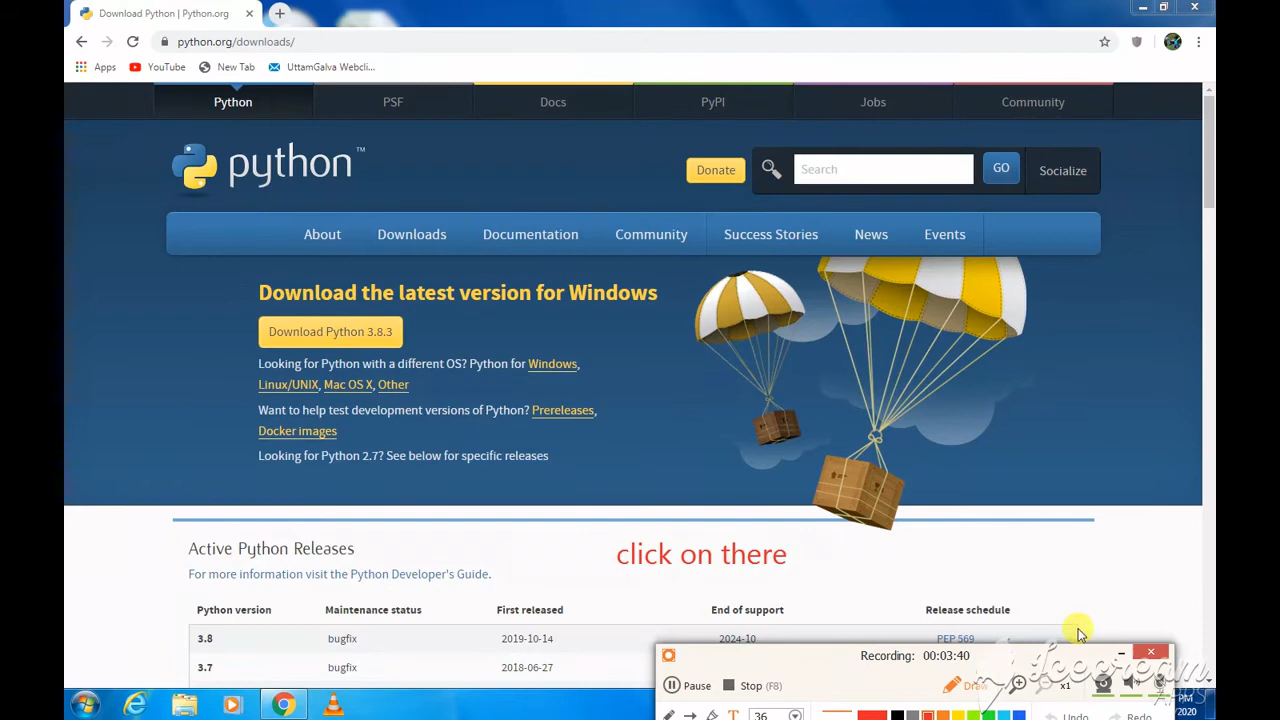 Download Python | Python.org
python.org/downloads/
Apps YouTube New Tab UttamGalva Webcli...
Python PSF Docs PyPI Jobs Community
python™
Donate Search GO Socialize
About Downloads Documentation Community Success Stories News Events
Download the latest version for Windows
Download Python 3.8.3
Looking for Python with a different OS? Python for Windows,
Linux/UNIX, Mac OS X, Other
Want to help test development versions of Python? Prereleases,
Docker images
Looking for Python 2.7? See below for specific releases
Active Python Releases
click on there
For more information visit the Python Developer's Guide.
Python version Maintenance status First released End of support Release schedule
3.8 bugfix 2019-10-14 2024-10 PEP 569
3.7 bugfix 2018-06-27
Recording: 00:03:40
Pause Stop (F8) Draw x1
Icecream
APPS
PM
2020
T 36 Undo Redo